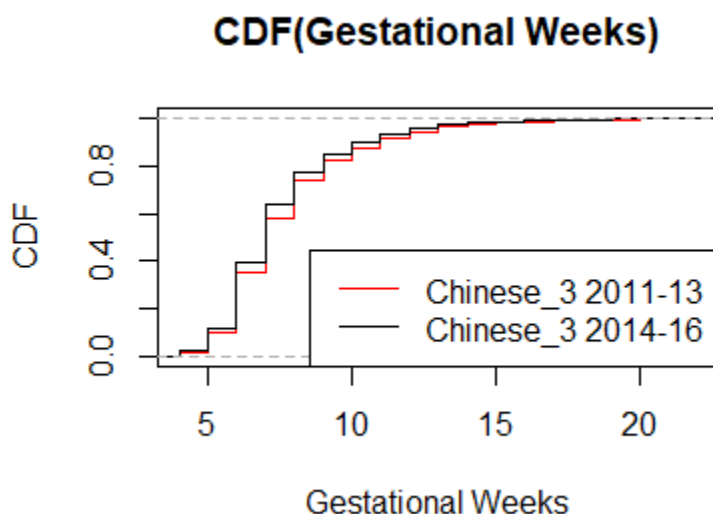 CDF(Gestational Weeks)
CDF
0.8
0.4
0.0
Chinese_3 2011-13
Chinese_3 2014-16
5 10 15 20
Gestational Weeks